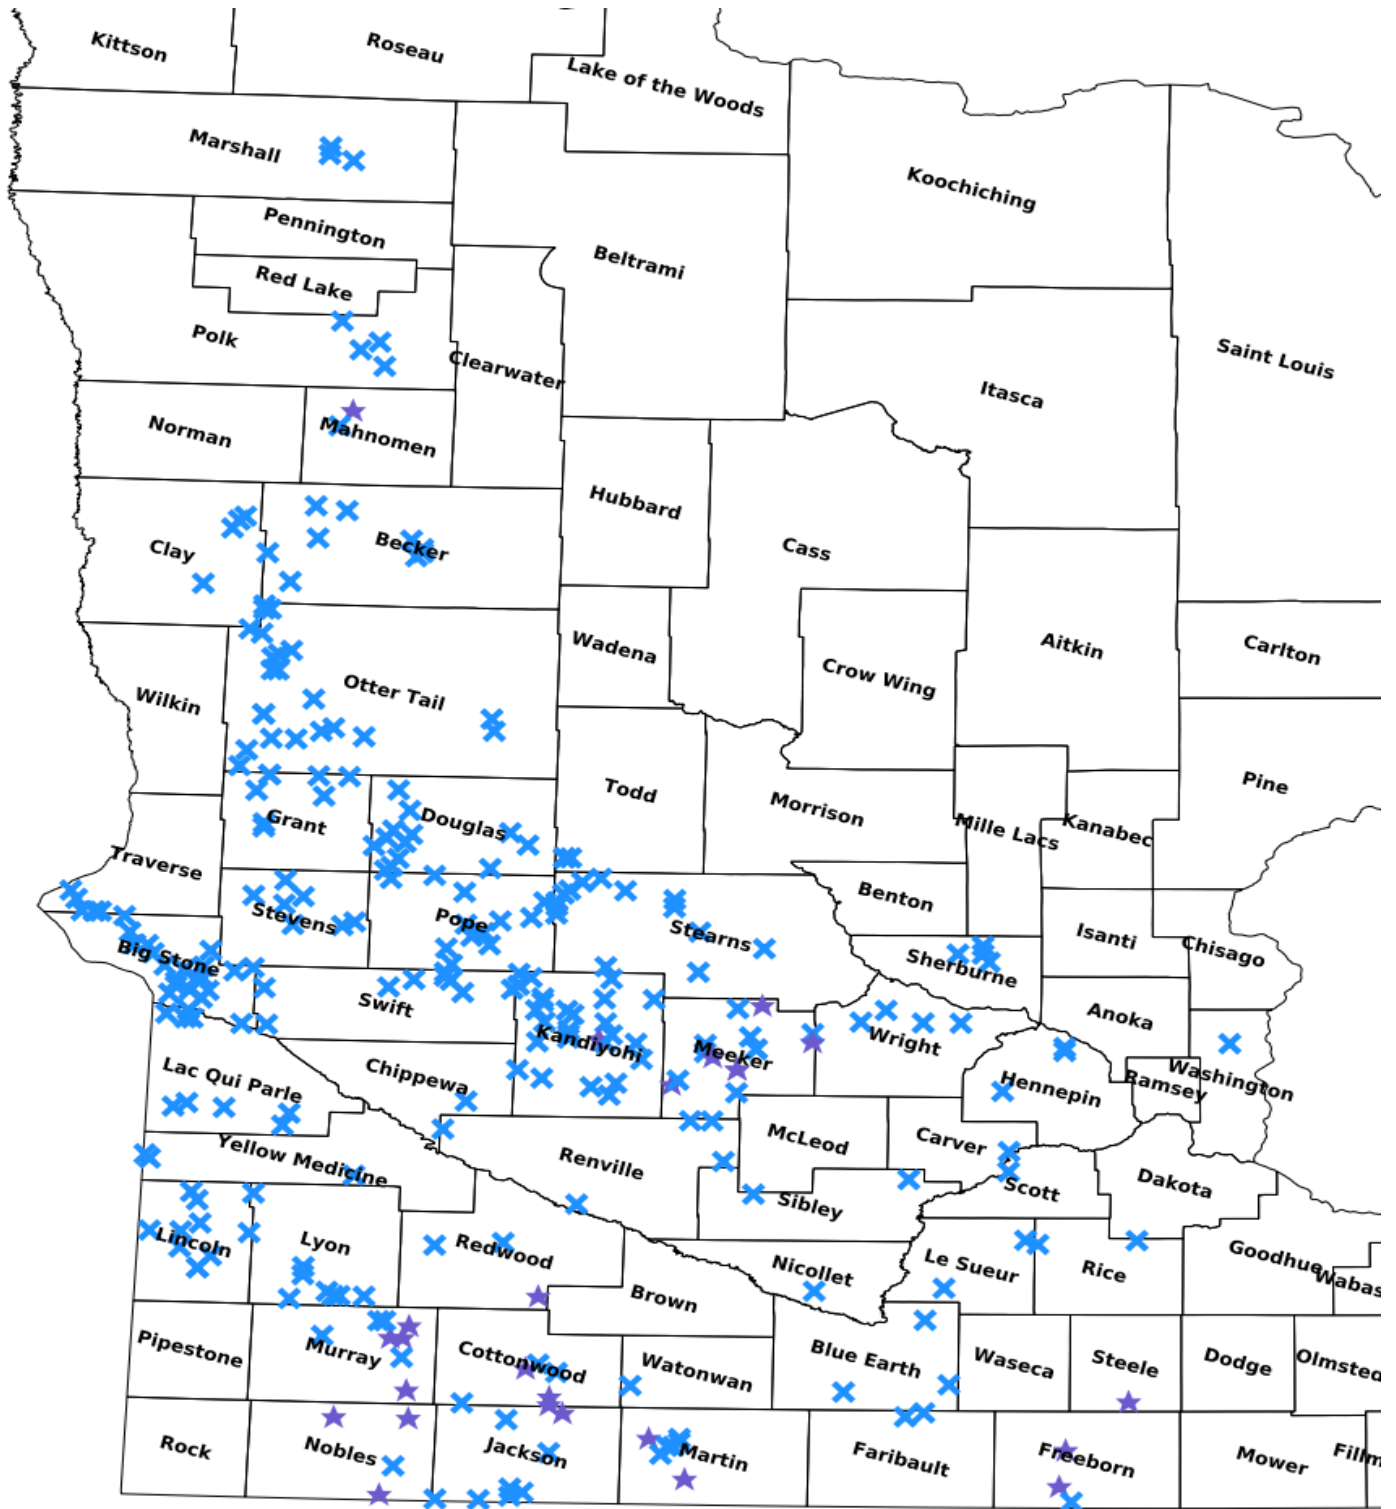 Kittson
Roseau
Lake of the Woods
Marshall
Koochiching
Pennington
Beltrami
Red Lake
Polk
Clearwater
Saint Louis
Itasca
Norman
Mahnomen
Hubbard
Clay
Becker
Cass
Wadena
Aitkin
Carlton
Crow Wing
Otter Tail
Wilkin
Todd
Pine
Morrison
Grant
Douglas
Mille Lacs
Kanabec
Traverse
Benton
Stevens
Pope
Stearns
Isanti
Chisago
Big Stone
Sherburne
Swift
Anoka
Kandiyohi
Meeker
Wright
Lac Qui Parle
Chippewa
Hennepin
Ramsey
Washington
McLeod
Carver
Yellow Medicine
Renville
Scott
Dakota
Sibley
Lincoln
Lyon
Redwood
Nicollet
Le Sueur
Rice
Goodhue
Wabas
Brown
Pipestone
Murray
Cottonwood
Watonwan
Blue Earth
Waseca
Steele
Dodge
Olmsted
Rock
Nobles
Jackson
Martin
Faribault
Freeborn
Mower
Fillm